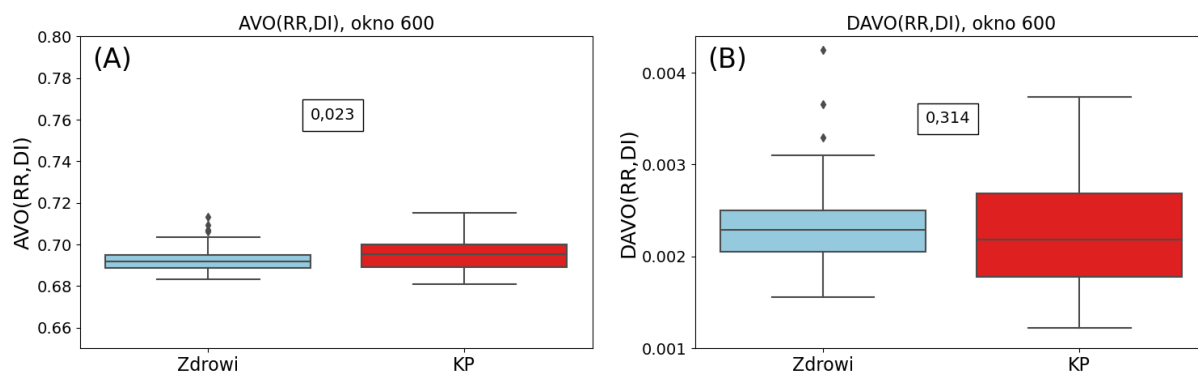 AVO(RR,DI), okno 600
(A)
0,023
AVO(RR,DI)
0.80
0.78
0.76
0.74
0.72
0.70
0.68
0.66
Zdrowi KP
DAVO(RR,DI), okno 600
(B)
0,314
DAVO(RR,DI)
0.004
0.003
0.002
0.001
Zdrowi KP